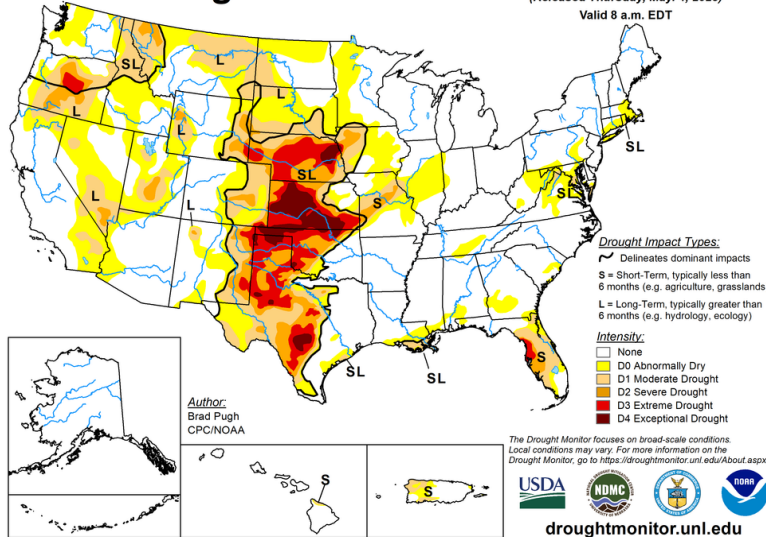 Valid 8 a.m. EDT
SL
L
L
L
L
SL
S
L
L
SL
SL
S
SL
SL
S
S
Drought Impact Types:
Delineates dominant impacts
S = Short-Term, typically less than
6 months (e.g. agriculture, grasslands
L = Long-Term, typically greater than
6 months (e.g. hydrology, ecology)
Intensity:
None
D0 Abnormally Dry
D1 Moderate Drought
D2 Severe Drought
D3 Extreme Drought
D4 Exceptional Drought
Author:
Brad Pugh
CPC/NOAA
The Drought Monitor focuses on broad-scale conditions.
Local conditions may vary. For more information on the
Drought Monitor, go to https://droughtmonitor.unl.edu/About.aspx
USDA
NDMC
NOAA
droughtmonitor.unl.edu